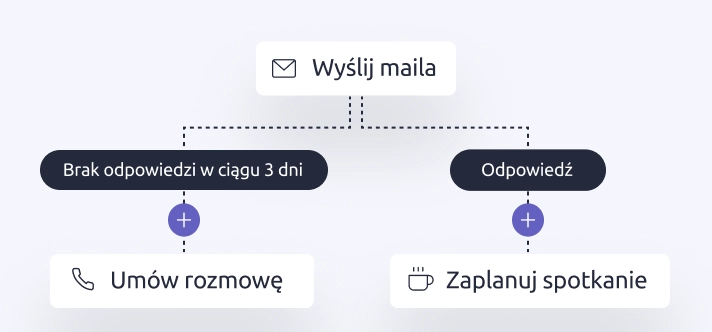 Wyślij maila
Brak odpowiedzi w ciągu 3 dni
Odpowiedź
Umów rozmowę
Zaplanuj spotkanie